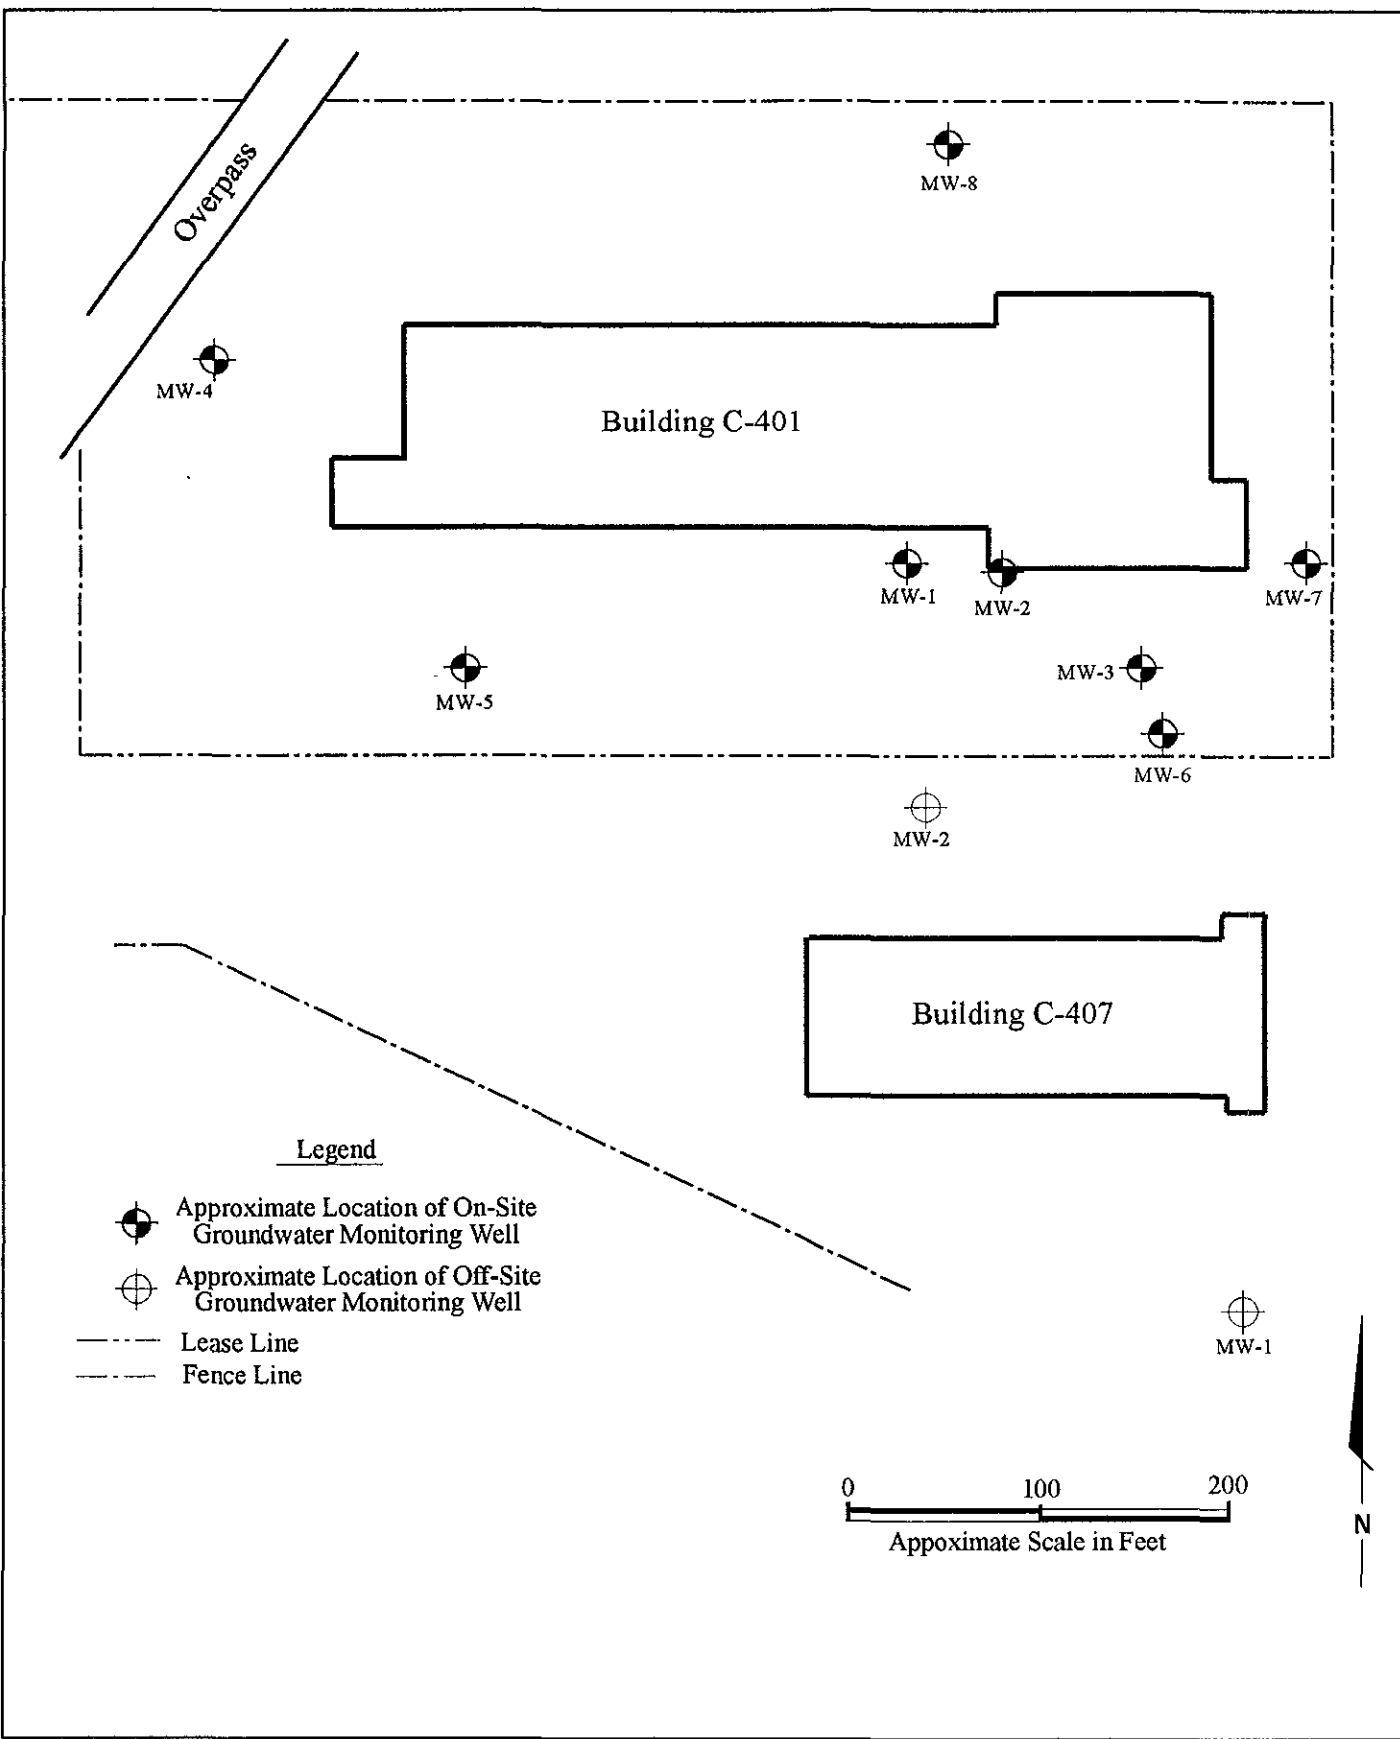 Overpass
MW-8
MW-4
Building C-401
MW-1
MW-2
MW-7
MW-3
MW-5
MW-6
MW-2
Building C-407
Legend
Approximate Location of On-Site
Groundwater Monitoring Well
Approximate Location of Off-Site
Groundwater Monitoring Well
Lease Line
Fence Line
MW-1
0 100 200
Appoximate Scale in Feet
N